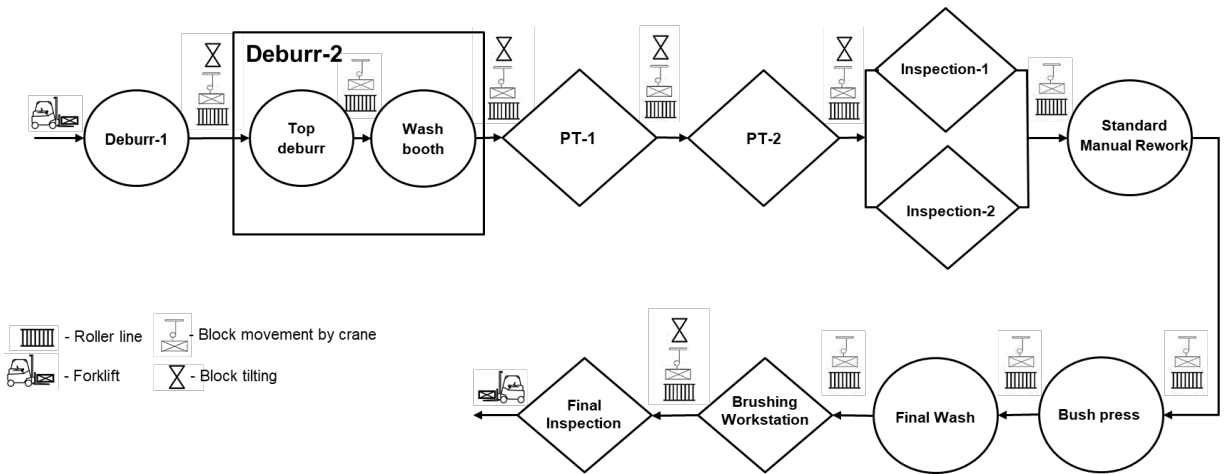 Deburr-2
Inspection-1
Deburr-1
Top
deburr
Wash
booth
PT-1
PT-2
Standard
Manual Rework
Inspection-2
- Roller line
- Block movement by crane
- Forklift
- Block tilting
Final
Inspection
Brushing
Workstation
Final Wash
Bush press